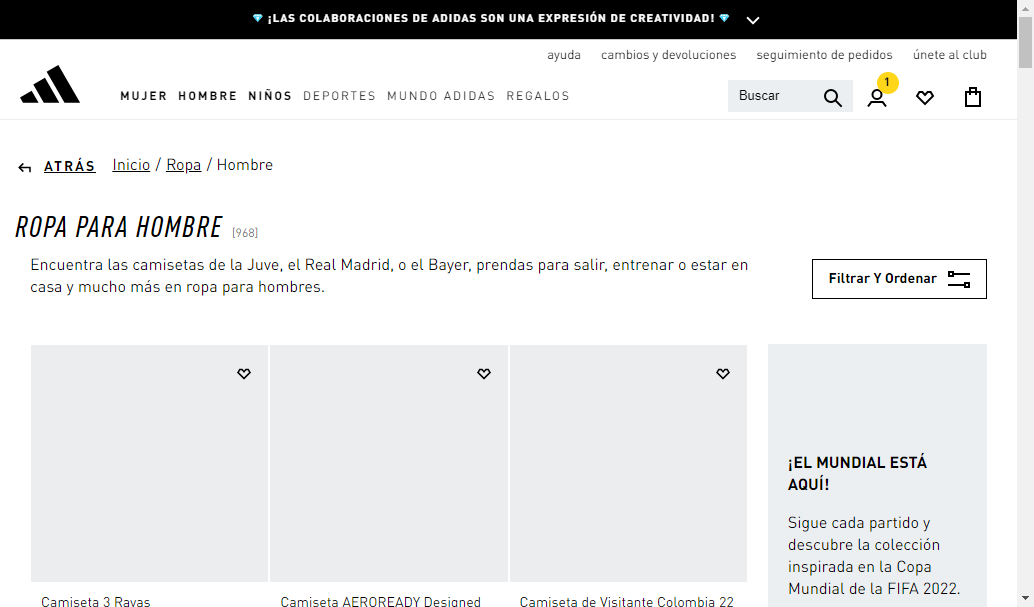 ¡LAS COLABORACIONES DE ADIDAS SON UNA EXPRESIÓN DE CREATIVIDAD!
ayuda cambios y devoluciones seguimiento de pedidos únete al club
MUJER HOMBRE NIÑOS DEPORTES MUNDO ADIDAS REGALOS Buscar 1
ATRÁS Inicio / Ropa / Hombre
ROPA PARA HOMBRE [968]
Encuentra las camisetas de la Juve, el Real Madrid, o el Bayer, prendas para salir, entrenar o estar en
casa y mucho más en ropa para hombres.
Filtrar Y Ordenar
¡EL MUNDIAL ESTÁ
AQUÍ!
Sigue cada partido y
descubre la colección
inspirada en la Copa
Mundial de la FIFA 2022.
Camiseta 3 Rayas
Camiseta AEROREADY Designed
Camiseta de Visitante Colombia 22